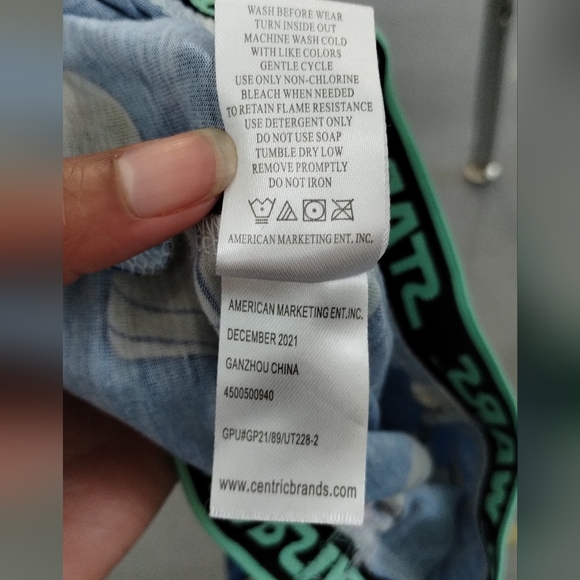 WASH BEFORE WEAR
TURN INSIDE OUT
MACHINE WASH COLD
WITH LIKE COLORS
GENTLE CYCLE
USE ONLY NON-CHLORINE
BLEACH WHEN NEEDED
TO RETAIN FLAME RESISTANCE
USE DETERGENT ONLY
DO NOT USE SOAP
TUMBLE DRY LOW
REMOVE PROMPTLY
DO NOT IRON
AMERICAN MARKETING ENT. INC.
AMERICAN MARKETING ENT.INC.
DECEMBER 2021
GANZHOU CHINA
4500500940
GPU#GP21/89/UT228-2
www.centricbrands.com
STAR
WARS